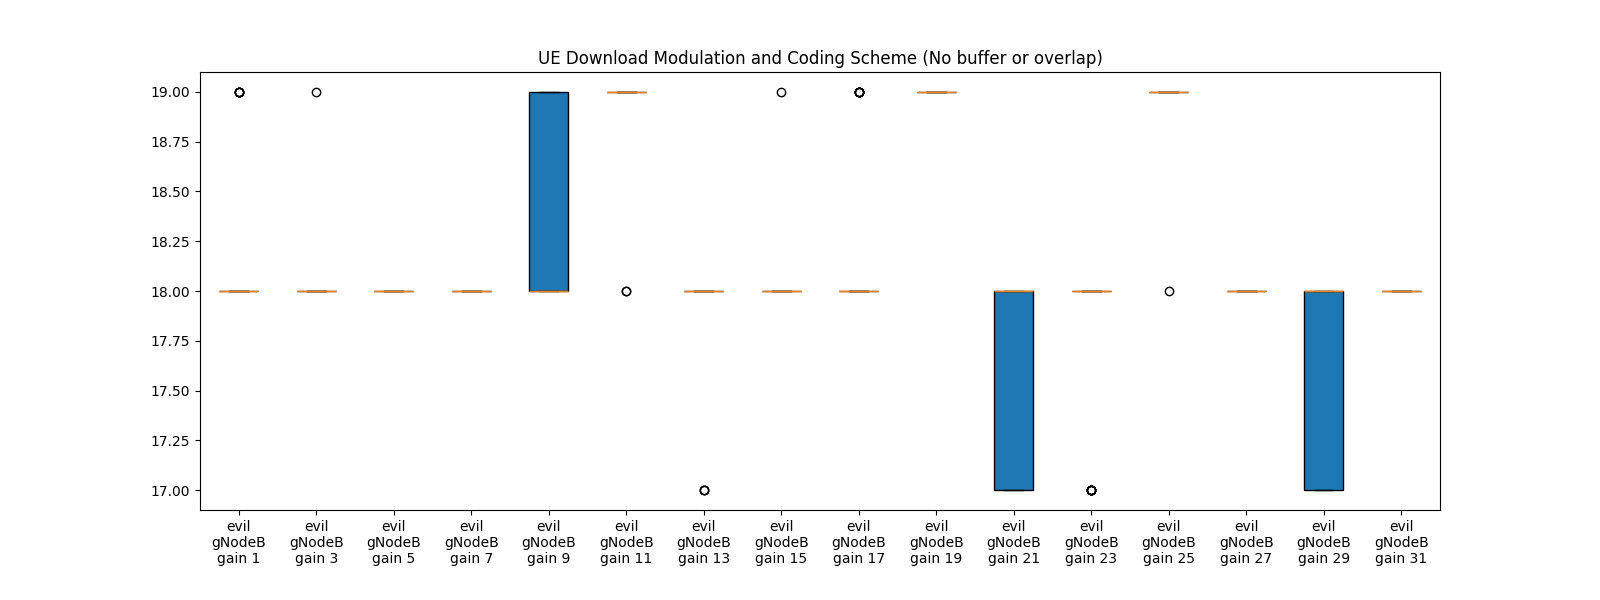 UE Download Modulation and Coding Scheme (No buffer or overlap)
19.00
18.75
18.50
18.25
18.00
17.75
17.50
17.25
17.00
evil
gNodeB
gain 1
evil
gNodeB
gain 3
evil
gNodeB
gain 5
evil
gNodeB
gain 7
evil
gNodeB
gain 9
evil
gNodeB
gain 11
evil
gNodeB
gain 13
evil
gNodeB
gain 15
evil
gNodeB
gain 17
evil
gNodeB
gain 19
evil
gNodeB
gain 21
evil
gNodeB
gain 23
evil
gNodeB
gain 25
evil
gNodeB
gain 27
evil
gNodeB
gain 29
evil
gNodeB
gain 31